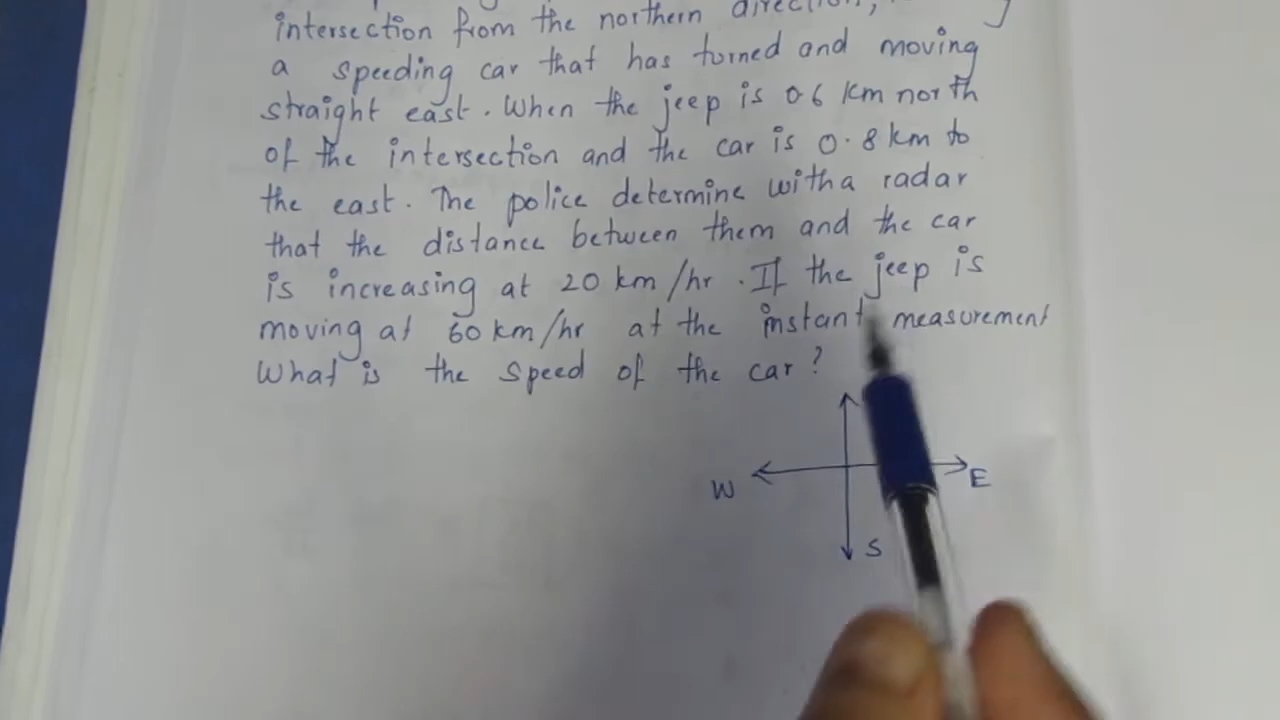 intersection from the northern direction,
a speeding car that has turned and moving
straight east. When the jeep is 0.6 km north
of the intersection and the car is 0.8 km to
the east. The police determine with a radar
that the distance between them and the car
is increasing at 20 km/hr. If the jeep is
moving at 60 km/hr at the instant measurement
What is the speed of the car?
W
E
S